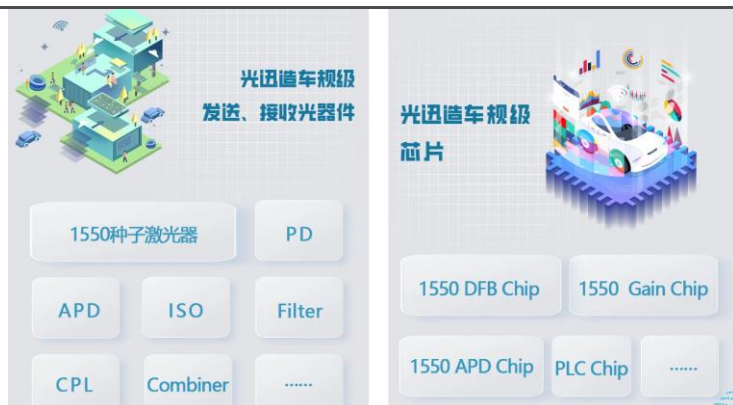 光迅造车规级
发送、接收光器件
1550种子激光器
PD
APD
ISO
Filter
CPL
Combiner
......
光迅造车规级
芯片
1550 DFB Chip
1550 Gain Chip
1550 APD Chip
PLC Chip
......